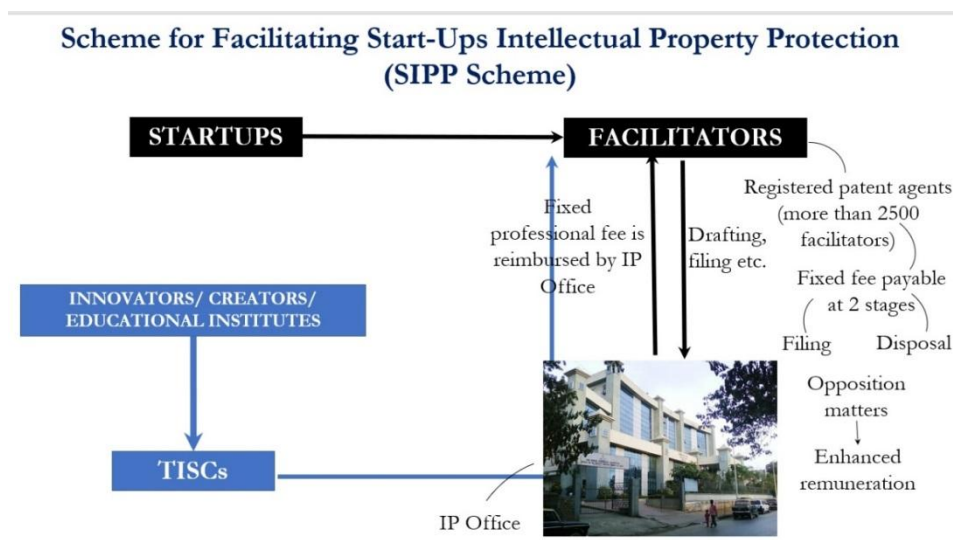 Scheme for Facilitating Start-Ups Intellectual Property Protection
(SIPP Scheme)
STARTUPS
FACILITATORS
Registered patent agents
(more than 2500
facilitators)
Fixed
professional fee is
reimbursed by IP
Office
Drafting,
filing etc.
Fixed fee payable
at 2 stages
INNOVATORS/ CREATORS/
EDUCATIONAL INSTITUTES
Filing
Disposal
Opposition
matters
Enhanced
remuneration
TISCs
IP Office